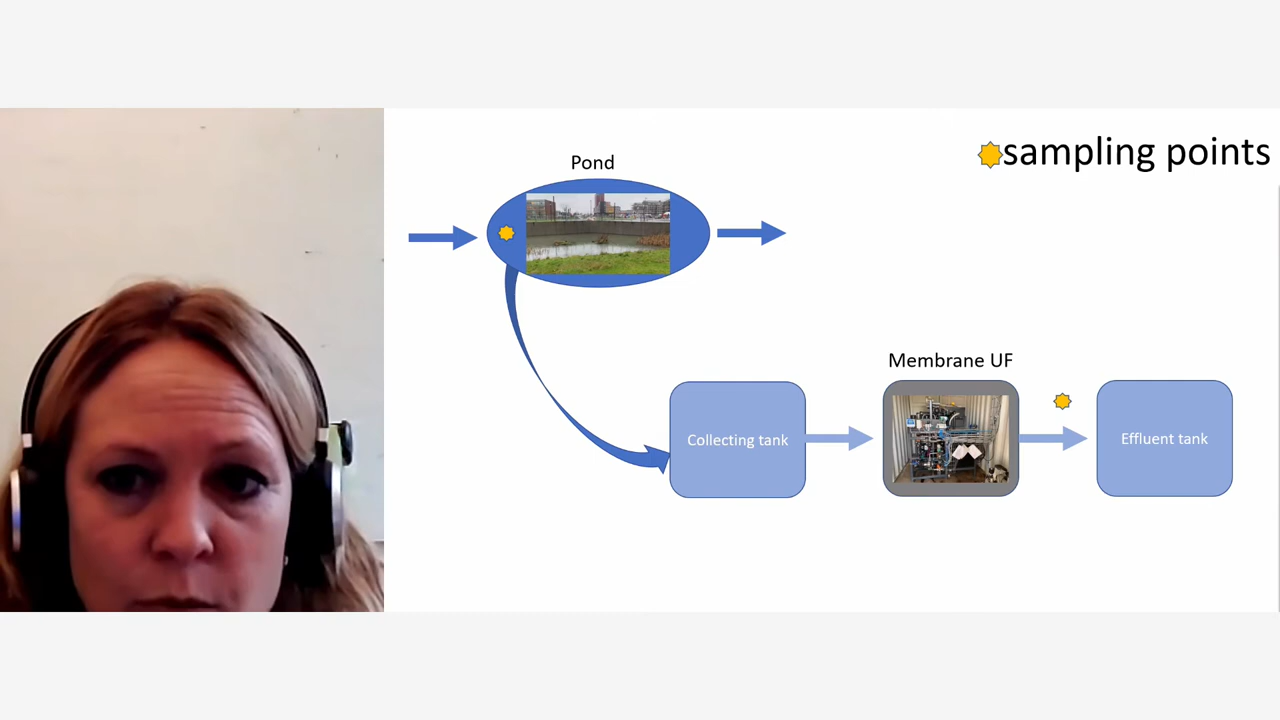 sampling points
Pond
Membrane UF
Collecting tank
Effluent tank